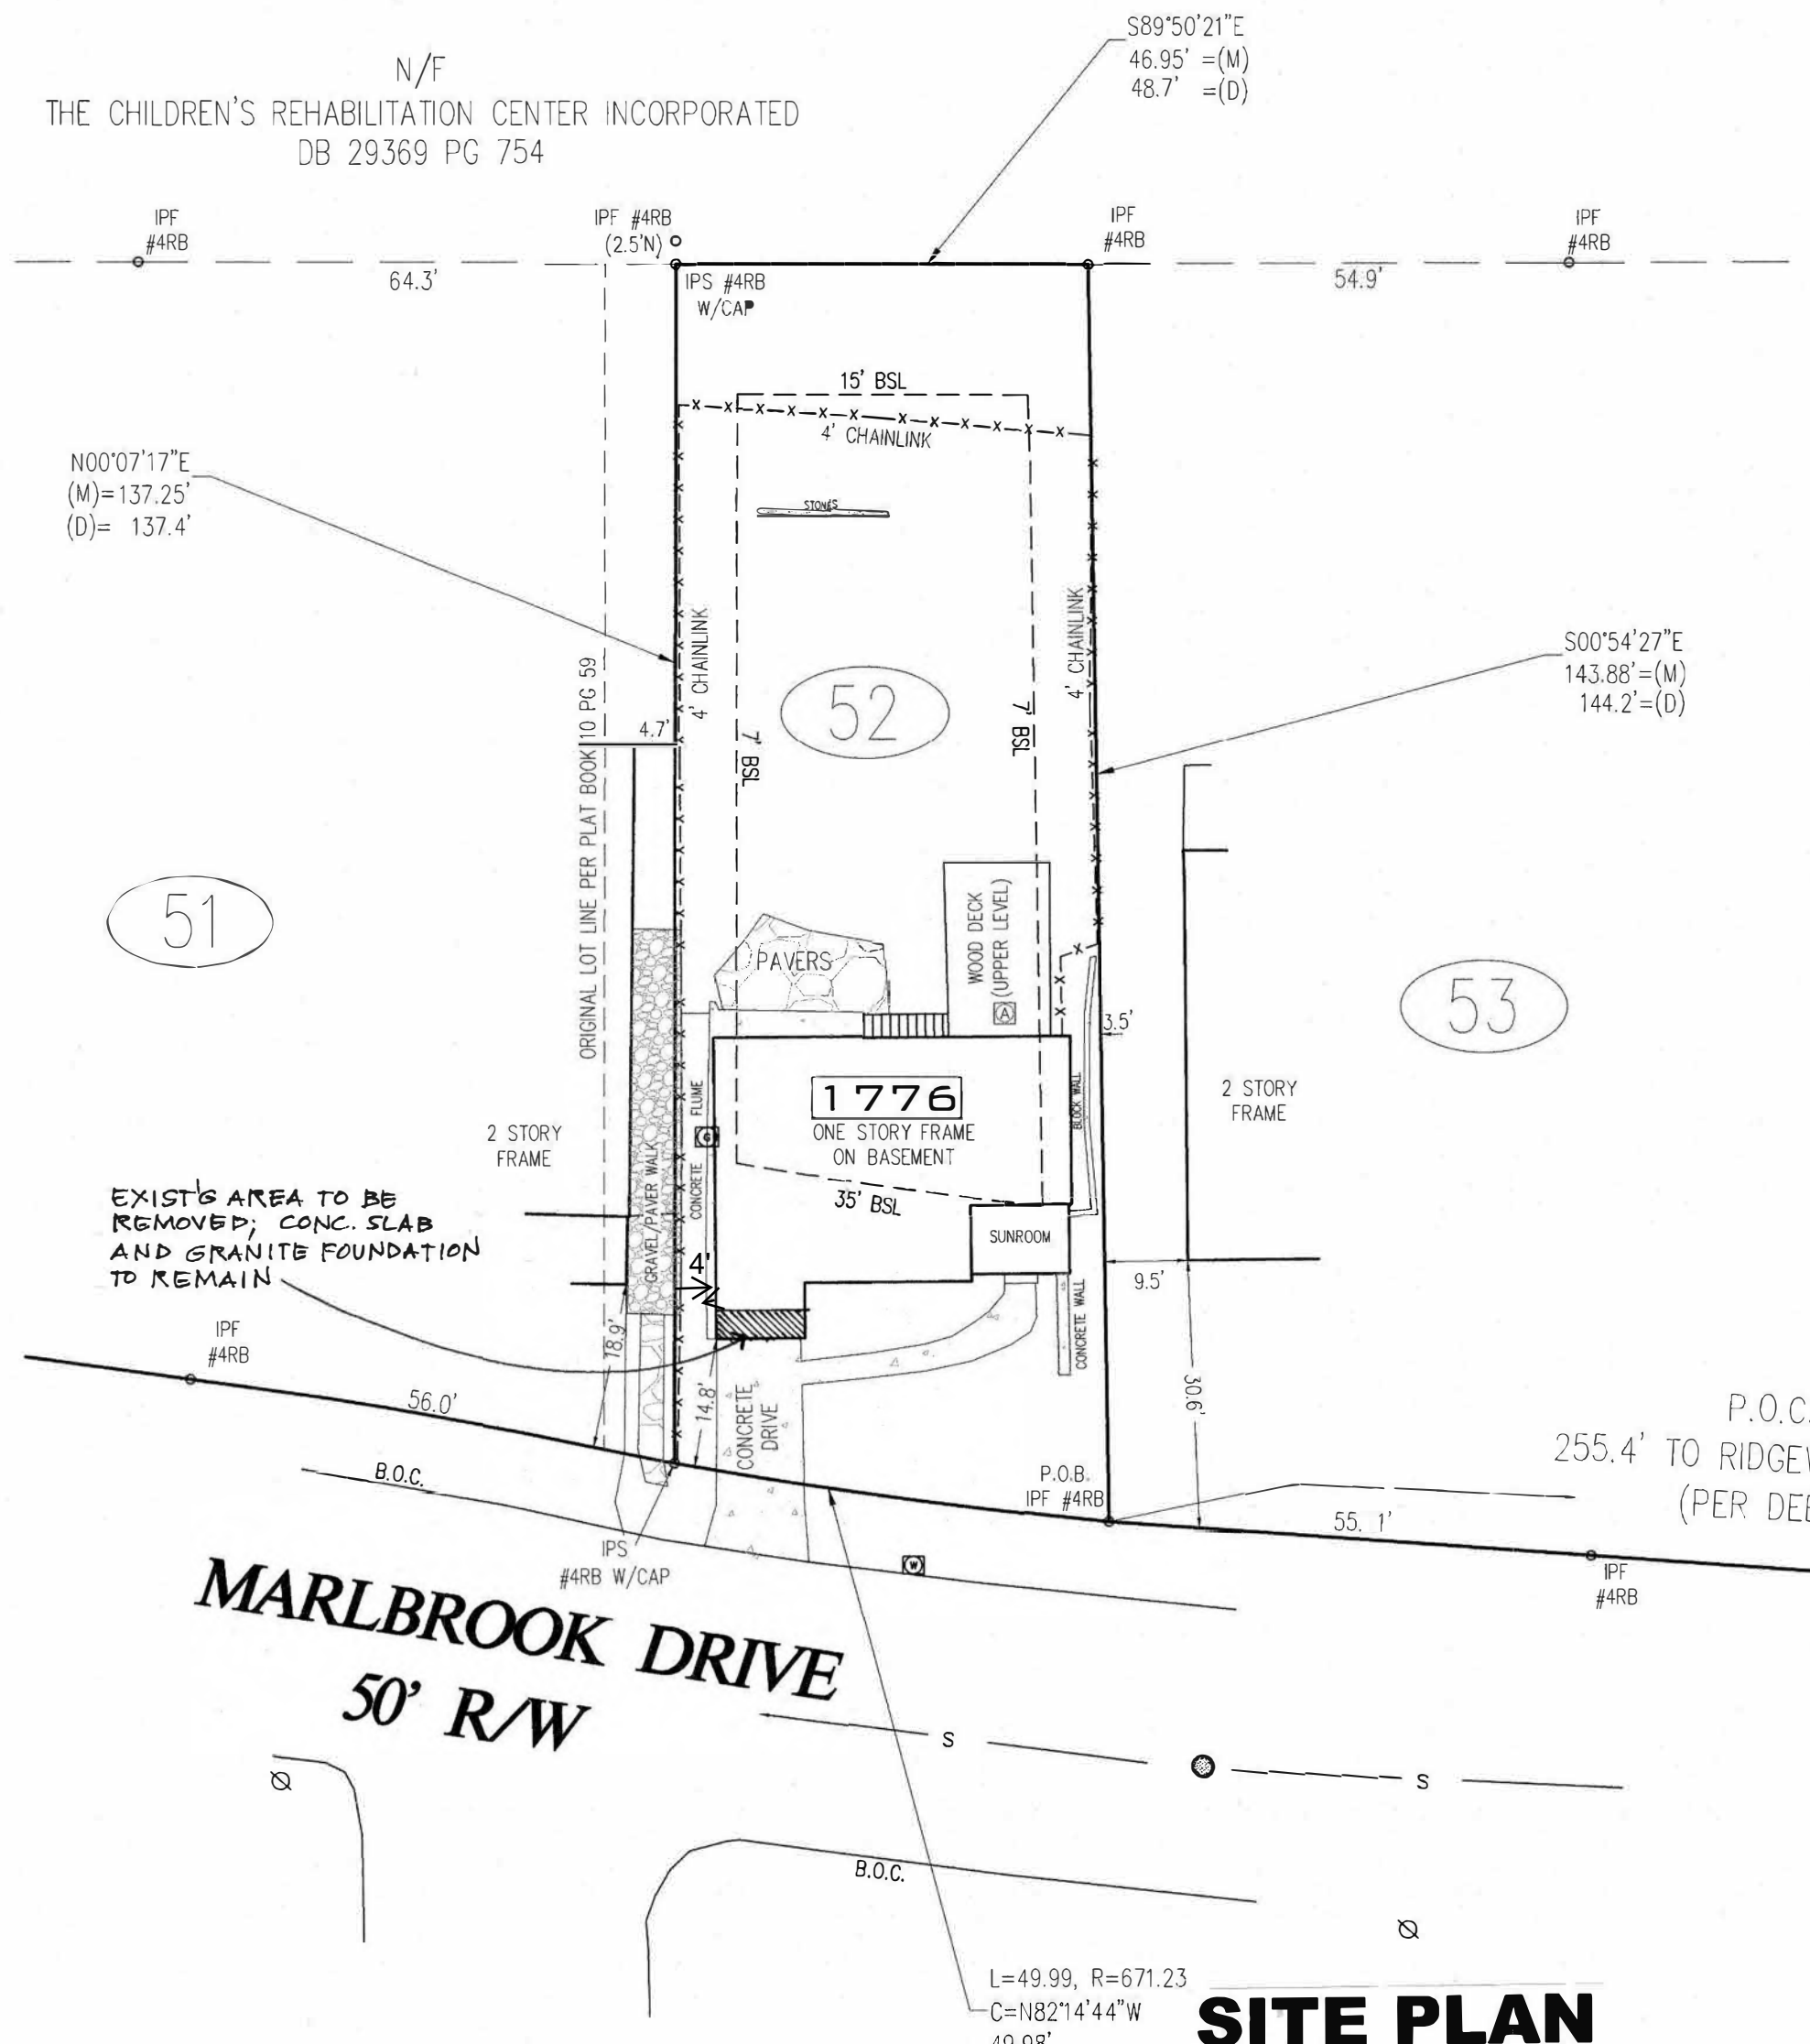 S89°50'21"E
46.95' =(M)
48.7' =(D)
N/F
THE CHILDREN'S REHABILITATION CENTER INCORPORATED
DB 29369 PG 754
IPF
#4RB
IPF #4RB
(2.5'N)
IPF
#4RB
IPF
#4RB
64.3'
54.9'
IPS #4RB
W/CAP
15' BSL
4' CHAINLINK
N00°07'17"E
(M)=137.25'
(D)= 137.4'
STONES
4' CHAINLINK
4' CHAINLINK
S00°54'27"E
143.88'=(M)
144.2'=(D)
ORIGINAL LOT LINE PER PLAT BOOK 10 PG 59
4.7'
52
7' BSL
7' BSL
51
PAVERS
WOOD DECK
(UPPER LEVEL)
A
53
3.5'
1776
ONE STORY FRAME
ON BASEMENT
BLOCK WALL
2 STORY
FRAME
2 STORY
FRAME
GRAVEL/PAVER WALK
CONCRETE FLUME
G
35' BSL
SUNROOM
EXIST'G AREA TO BE
REMOVED; CONC. SLAB
AND GRANITE FOUNDATION
TO REMAIN
4'
9.5'
CONCRETE WALL
IPF
#4RB
18.9'
14.8'
CONCRETE
DRIVE
30.6'
56.0'
P.O.C.
255.4' TO
(PER
B.O.C.
P.O.B.
IPF #4RB
55.1'
IPS
#4RB W/CAP
W
IPF
#4RB
MARLBROOK DRIVE
50' R/W
S
S
B.O.C.
L=49.99, R=671.23
C=N82°14'44"W
49.98'
SITE PLAN